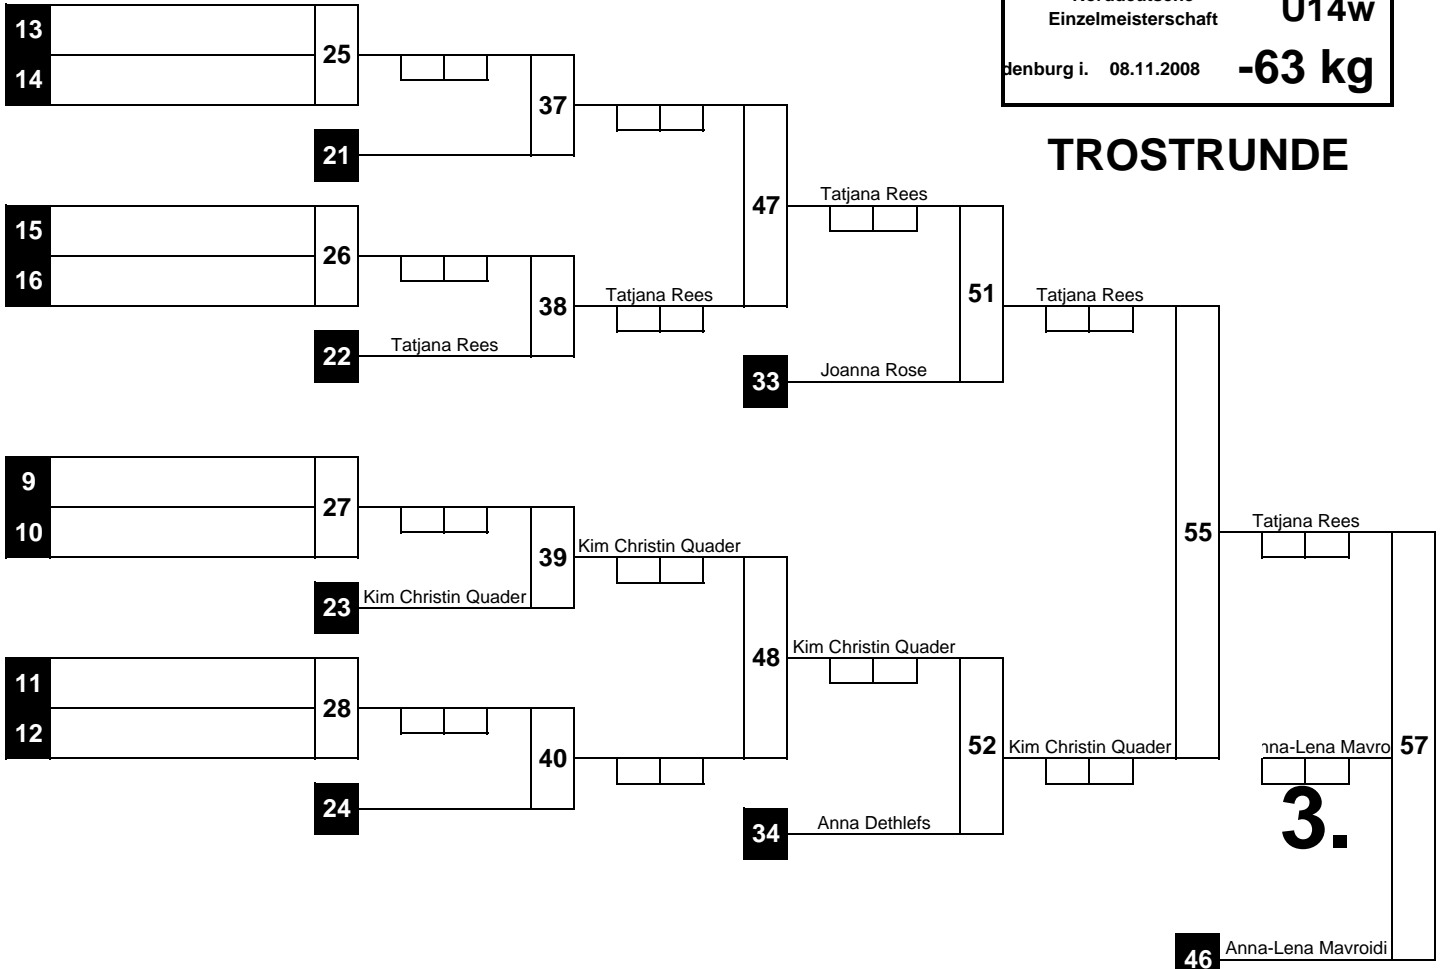 Einzelmeisterschaft
U14w
denburg i. 08.11.2008
-63 kg
TROSTRUNDE
13
14
25
37
21
15
16
26
38
22
Tatjana Rees
Tatjana Rees
47
Tatjana Rees
51
33
Joanna Rose
Tatjana Rees
9
10
27
39
23
Kim Christin Quader
Kim Christin Quader
11
12
28
40
24
48
Kim Christin Quader
52
34
Anna Dethlefs
Kim Christin Quader
55
Tatjana Rees
nna-Lena Mavro
57
3.
46
Anna-Lena Mavroidi